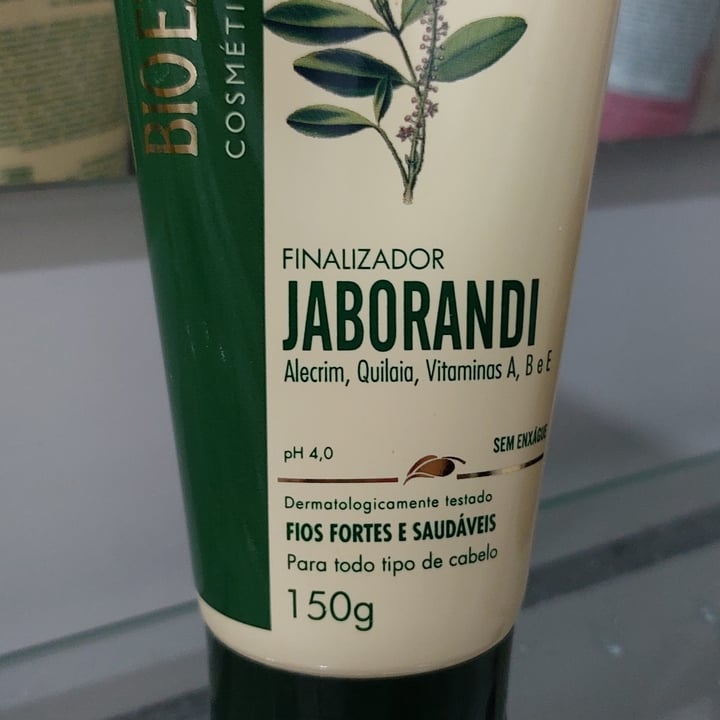 COSMÉTI
FINALIZADOR
JABORANDI
Alecrim, Quilaia, Vitaminas A, B e E
pH 4,0
SEM ENXÁGUE
Dermatologicamente testado
FIOS FORTES E SAUDÁVEIS
Para todo tipo de cabelo
150g